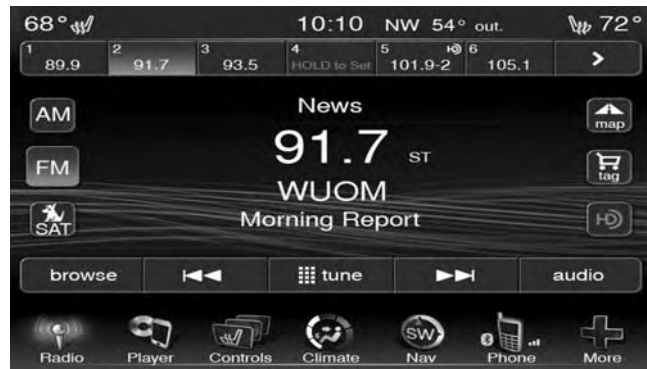 68° 10:10 NW 54° out. 72°
1 89.9 2 91.7 3 93.5 4 HOLD to Set 5 101.9-2 HD 6 105.1 >
AM News map
FM 91.7 ST tag
WUOM
SAT Morning Report HD
browse tune audio
SW
Radio Player Controls Climate Nav Phone More